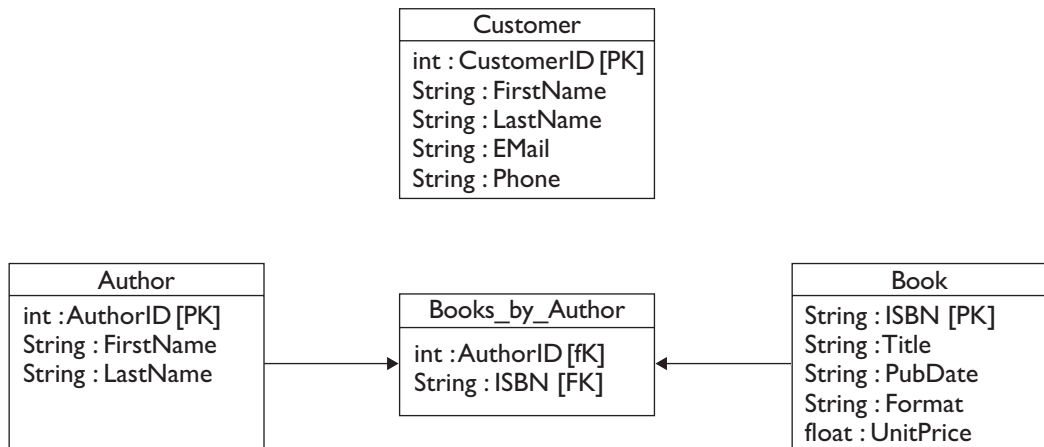 Customer
int : CustomerID [PK]
String : FirstName
String : LastName
String : EMail
String : Phone
Author
int : AuthorID [PK]
String : FirstName
String : LastName
Books_by_Author
int : AuthorID [fK]
String : ISBN [FK]
Book
String : ISBN [PK]
String : Title
String : PubDate
String : Format
float : UnitPrice